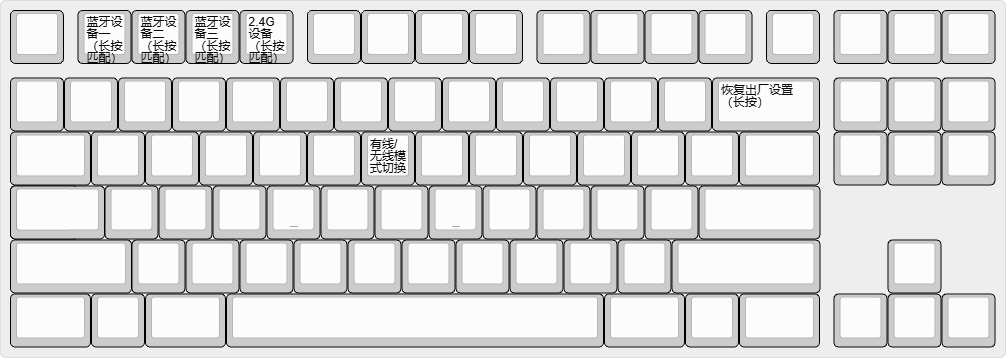 蓝牙设
备一
（长按
匹配）
蓝牙设
备二
（长按
匹配）
蓝牙设
备三
（长按
匹配）
2.4G
设备
（长按
匹配）
恢复出厂设置
（长按）
有线/
无线模
式切换